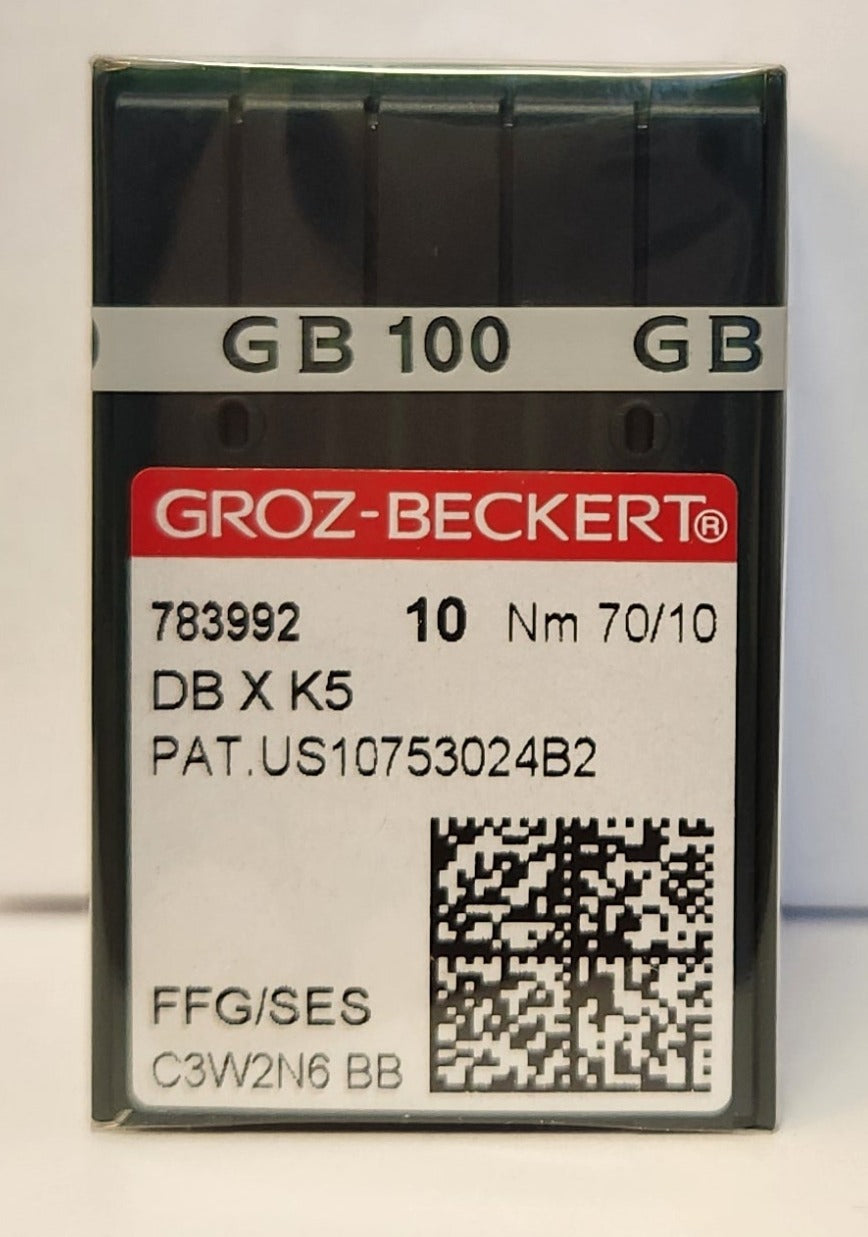 GB 100 GB
GROZ-BECKERT®
783992 10 Nm 70/10
DB X K5
PAT.US10753024B2
FFG/SES
C3W2N6 BB